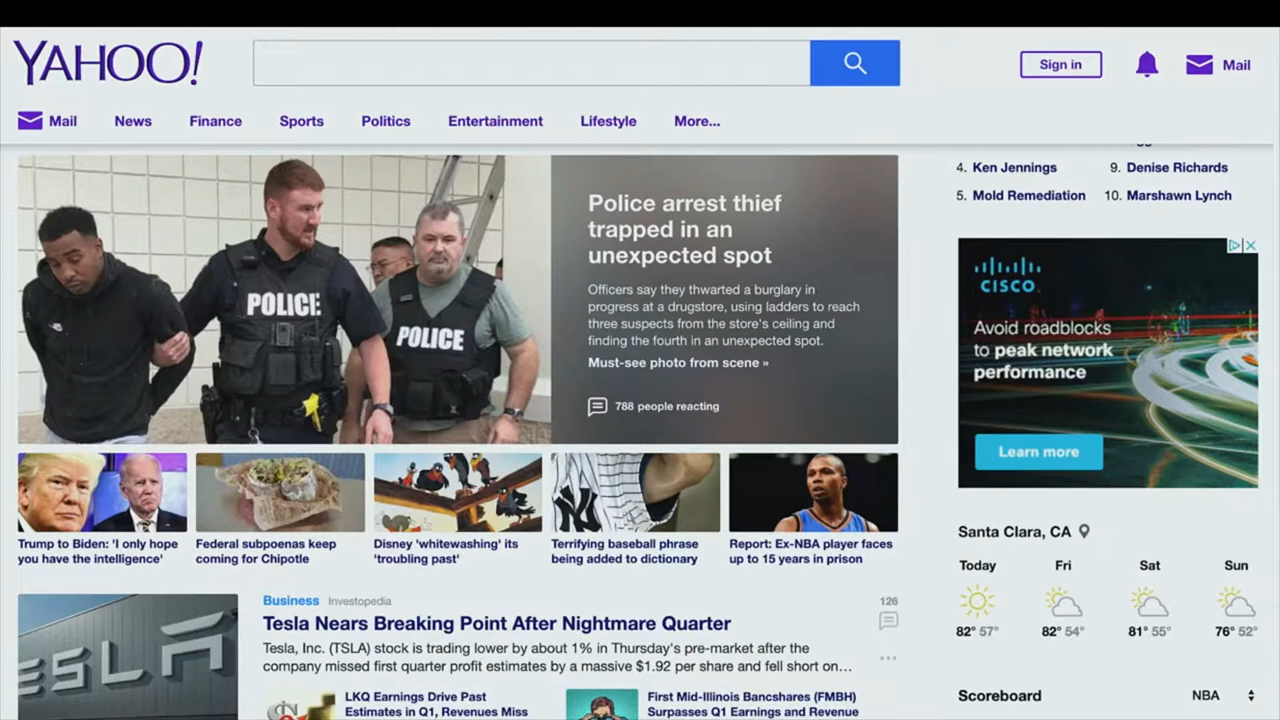 YAHOO!
Sign in
Mail
Mail
News
Finance
Sports
Politics
Entertainment
Lifestyle
More...
POLICE
POLICE
Police arrest thief
trapped in an
unexpected spot
Officers say they thwarted a burglary in
progress at a drugstore, using ladders to reach
three suspects from the store's ceiling and
finding the fourth in an unexpected spot.
Must-see photo from scene »
788 people reacting
Trump to Biden: 'I only hope
you have the intelligence'
Federal subpoenas keep
coming for Chipotle
Disney 'whitewashing' its
'troubling past'
Terrifying baseball phrase
being added to dictionary
Report: Ex-NBA player faces
up to 15 years in prison
TESLA
Business Investopedia
126
Tesla Nears Breaking Point After Nightmare Quarter
Tesla, Inc. (TSLA) stock is trading lower by about 1% in Thursday's pre-market after the
company missed first quarter profit estimates by a massive $1.92 per share and fell short on...
LKQ Earnings Drive Past
Estimates in Q1, Revenues Miss
First Mid-Illinois Bancshares (FMBH)
Surpasses Q1 Earnings and Revenue
4. Ken Jennings
9. Denise Richards
5. Mold Remediation
10. Marshawn Lynch
CISCO
Avoid roadblocks
to peak network
performance
Learn more
Santa Clara, CA
Today
Fri
Sat
Sun
82° 57°
82° 54°
81° 55°
76° 52°
Scoreboard
NBA